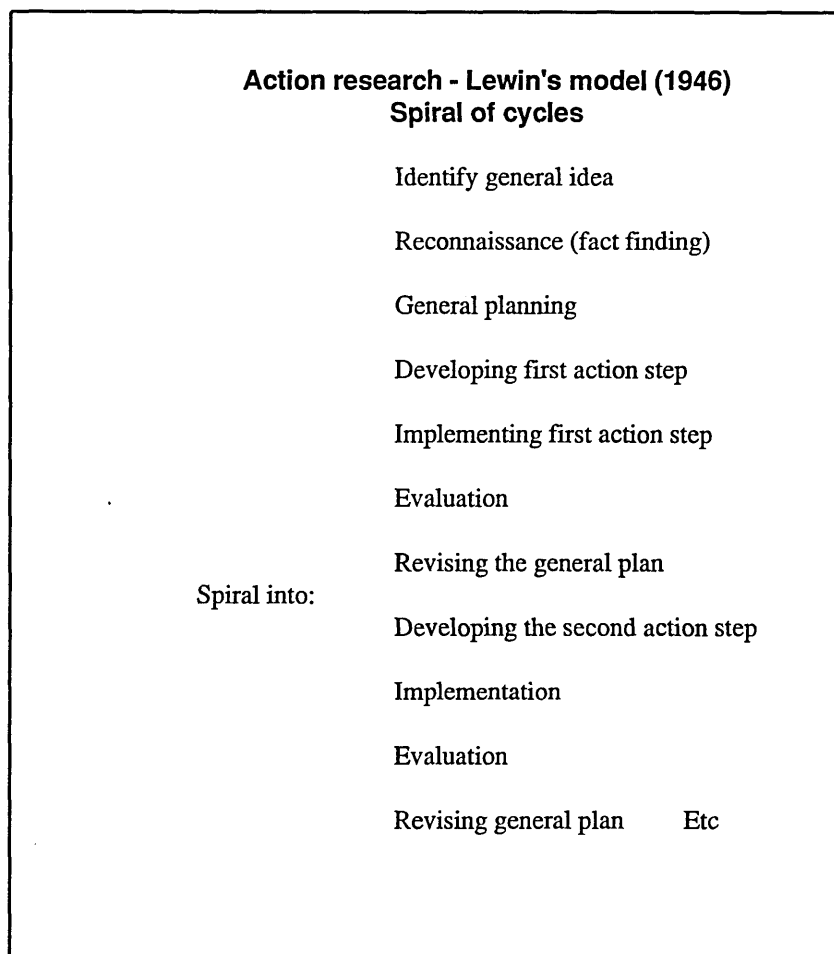 Action research - Lewin's model (1946)
Spiral of cycles
Identify general idea
Reconnaissance (fact finding)
General planning
Developing first action step
Implementing first action step
Evaluation
Revising the general plan
Spiral into:
Developing the second action step
Implementation
Evaluation
Revising general plan Etc